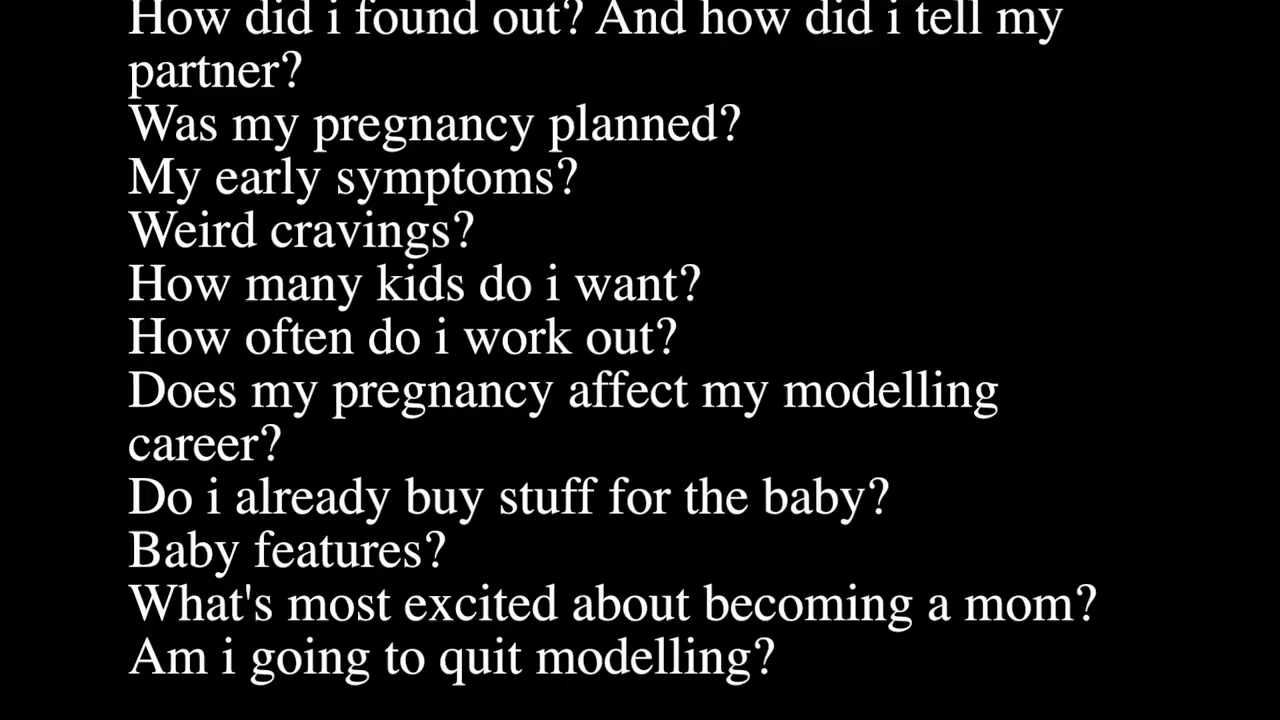 How did i found out? And how did i tell my
partner?
Was my pregnancy planned?
My early symptoms?
Weird cravings?
How many kids do i want?
How often do i work out?
Does my pregnancy affect my modelling
career?
Do i already buy stuff for the baby?
Baby features?
What's most excited about becoming a mom?
Am i going to quit modelling?